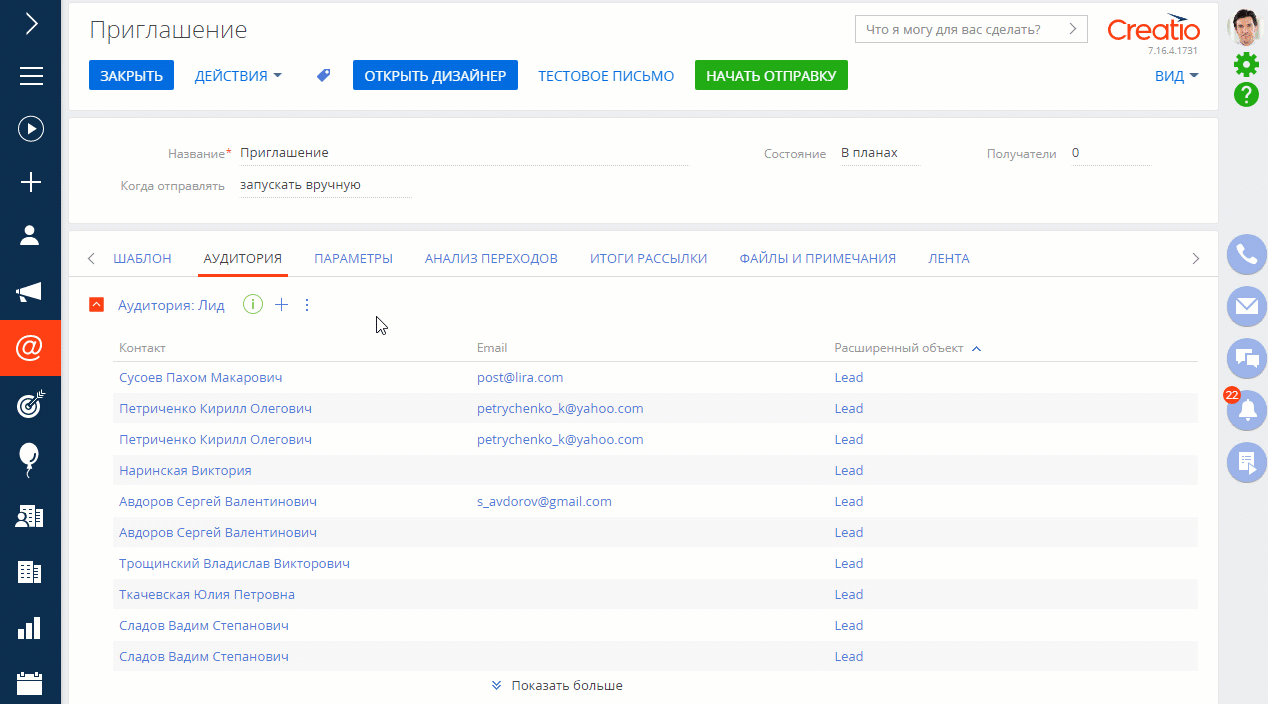 Приглашение
Что я могу для вас сделать?
Creatio
7.16.4.1731
ЗАКРЫТЬ
ДЕЙСТВИЯ
ОТКРЫТЬ ДИЗАЙНЕР
ТЕСТОВОЕ ПИСЬМО
НАЧАТЬ ОТПРАВКУ
ВИД
Название* Приглашение
Состояние В планах
Получатели 0
Когда отправлять запускать вручную
ШАБЛОН
АУДИТОРИЯ
ПАРАМЕТРЫ
АНАЛИЗ ПЕРЕХОДОВ
ИТОГИ РАССЫЛКИ
ФАЙЛЫ И ПРИМЕЧАНИЯ
ЛЕНТА
Аудитория: Лид
Контакт Email Расширенный объект
Сусоев Пахом Макарович post@lira.com Lead
Петриченко Кирилл Олегович petrychenko_k@yahoo.com Lead
Петриченко Кирилл Олегович petrychenko_k@yahoo.com Lead
Наринская Виктория Lead
Авдоров Сергей Валентинович s_avdorov@gmail.com Lead
Авдоров Сергей Валентинович Lead
Трощинский Владислав Викторович Lead
Ткачевская Юлия Петровна Lead
Сладов Вадим Степанович Lead
Сладов Вадим Степанович Lead
Показать больше
22